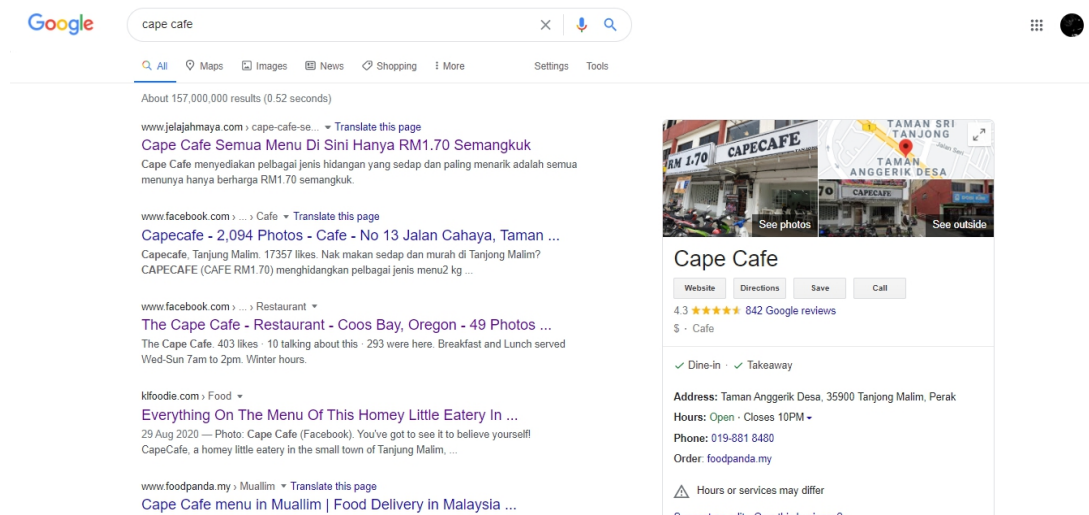 Google
cape cafe
All Maps Images News Shopping More Settings Tools
About 157,000,000 results (0.52 seconds)
www.jelajahmaya.com › cape-cafe-se... Translate this page
Cape Cafe Semua Menu Di Sini Hanya RM1.70 Semangkuk
Cape Cafe menyediakan pelbagai jenis hidangan yang sedap dan paling menarik adalah semua
menunya hanya berharga RM1.70 semangkuk.
www.facebook.com › ... › Cafe Translate this page
Capecafe - 2,094 Photos - Cafe - No 13 Jalan Cahaya, Taman ...
Capecafe, Tanjung Malim. 17357 likes. Nak makan sedap dan murah di Tanjong Malim?
CAPECAFE (CAFE RM1.70) menghidangkan pelbagai jenis menu2 kg ...
www.facebook.com › ... › Restaurant
The Cape Cafe - Restaurant - Coos Bay, Oregon - 49 Photos ...
The Cape Cafe. 403 likes · 10 talking about this · 293 were here. Breakfast and Lunch served
Wed-Sun 7am to 2pm. Winter hours.
klfoodie.com › Food
Everything On The Menu Of This Homey Little Eatery In ...
29 Aug 2020 — Photo: Cape Cafe (Facebook). You've got to see it to believe yourself!
CapeCafe, a homey little eatery in the small town of Tanjung Malim, ...
www.foodpanda.my › Muallim Translate this page
Cape Cafe menu in Muallim | Food Delivery in Malaysia ...
RM 1.70 CAPECAFE
TAMAN SRI
TANJONG
Jalan Seri
TAMAN
ANGGERIK DESA
70 CAPECAFE
See photos
See outside
Cape Cafe
Website Directions Save Call
4.3 842 Google reviews
$ · Cafe
Dine-in · Takeaway
Address: Taman Anggerik Desa, 35900 Tanjong Malim, Perak
Hours: Open · Closes 10PM
Phone: 019-881 8480
Order: foodpanda.my
Hours or services may differ